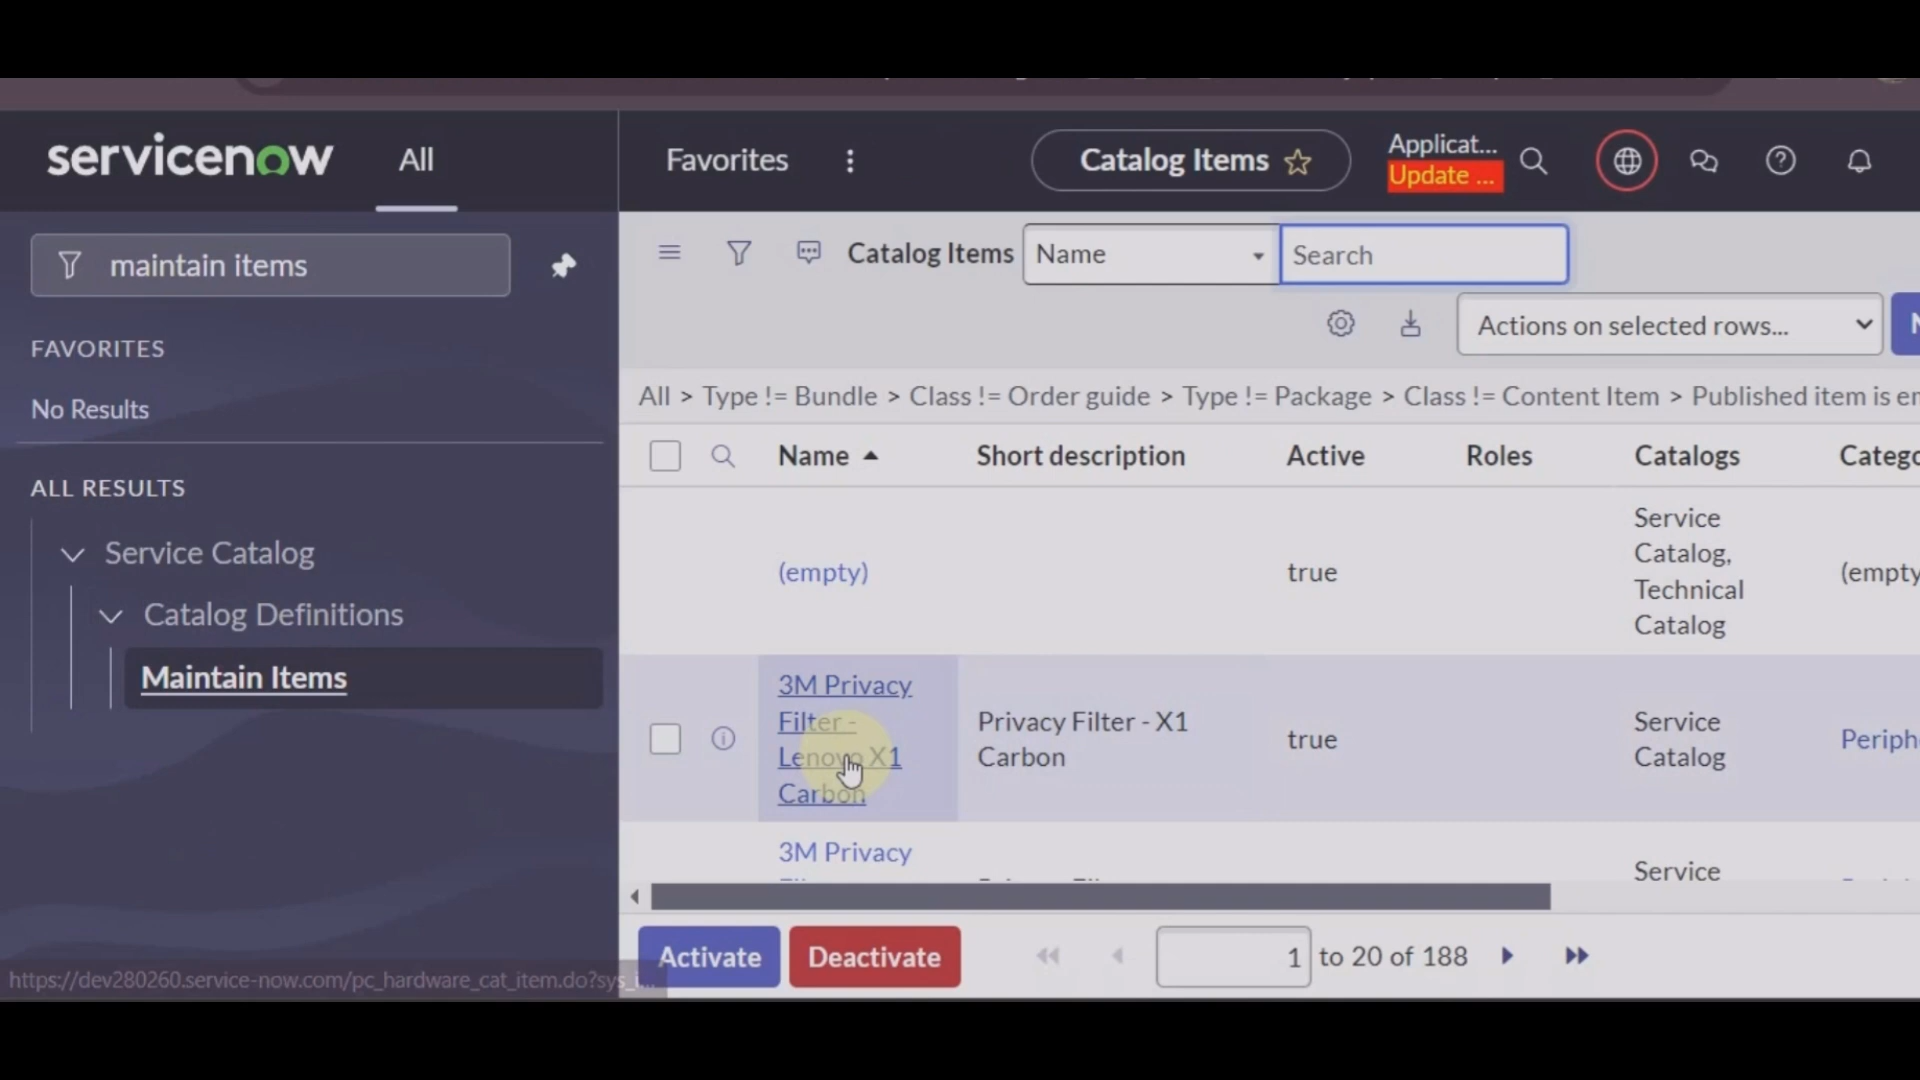 servicenow
All
Favorites
Catalog Items
Applicat...
Update ...
maintain items
FAVORITES
No Results
ALL RESULTS
Service Catalog
Catalog Definitions
Maintain Items
Catalog Items
Name
Search
Actions on selected rows...
All > Type != Bundle > Class != Order guide > Type != Package > Class != Content Item > Published item is em
Name
Short description
Active
Roles
Catalogs
Catego
(empty)
true
Service
Catalog,
Technical
Catalog
(empty
3M Privacy
Filter -
Lenovo X1
Carbon
Privacy Filter - X1
Carbon
true
Service
Catalog
Periph
3M Privacy
Service
Activate
Deactivate
1 to 20 of 188
https://dev280260.service-now.com/pc_hardware_cat_item.do?sys_i...